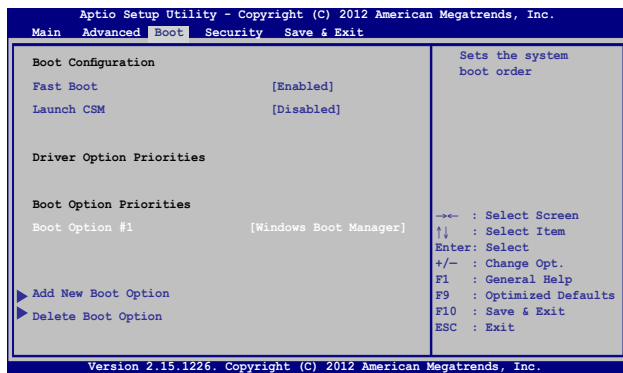 Aptio Setup Utility - Copyright (C) 2012 American Megatrends, Inc.
Main Advanced Boot Security Save & Exit
Boot Configuration
Fast Boot [Enabled]
Launch CSM [Disabled]
Driver Option Priorities
Boot Option Priorities
Boot Option #1 [Windows Boot Manager]
Add New Boot Option
Delete Boot Option
Sets the system
boot order
→← : Select Screen
↑↓ : Select Item
Enter: Select
+/— : Change Opt.
F1 : General Help
F9 : Optimized Defaults
F10 : Save & Exit
ESC : Exit
Version 2.15.1226. Copyright (C) 2012 American Megatrends, Inc.